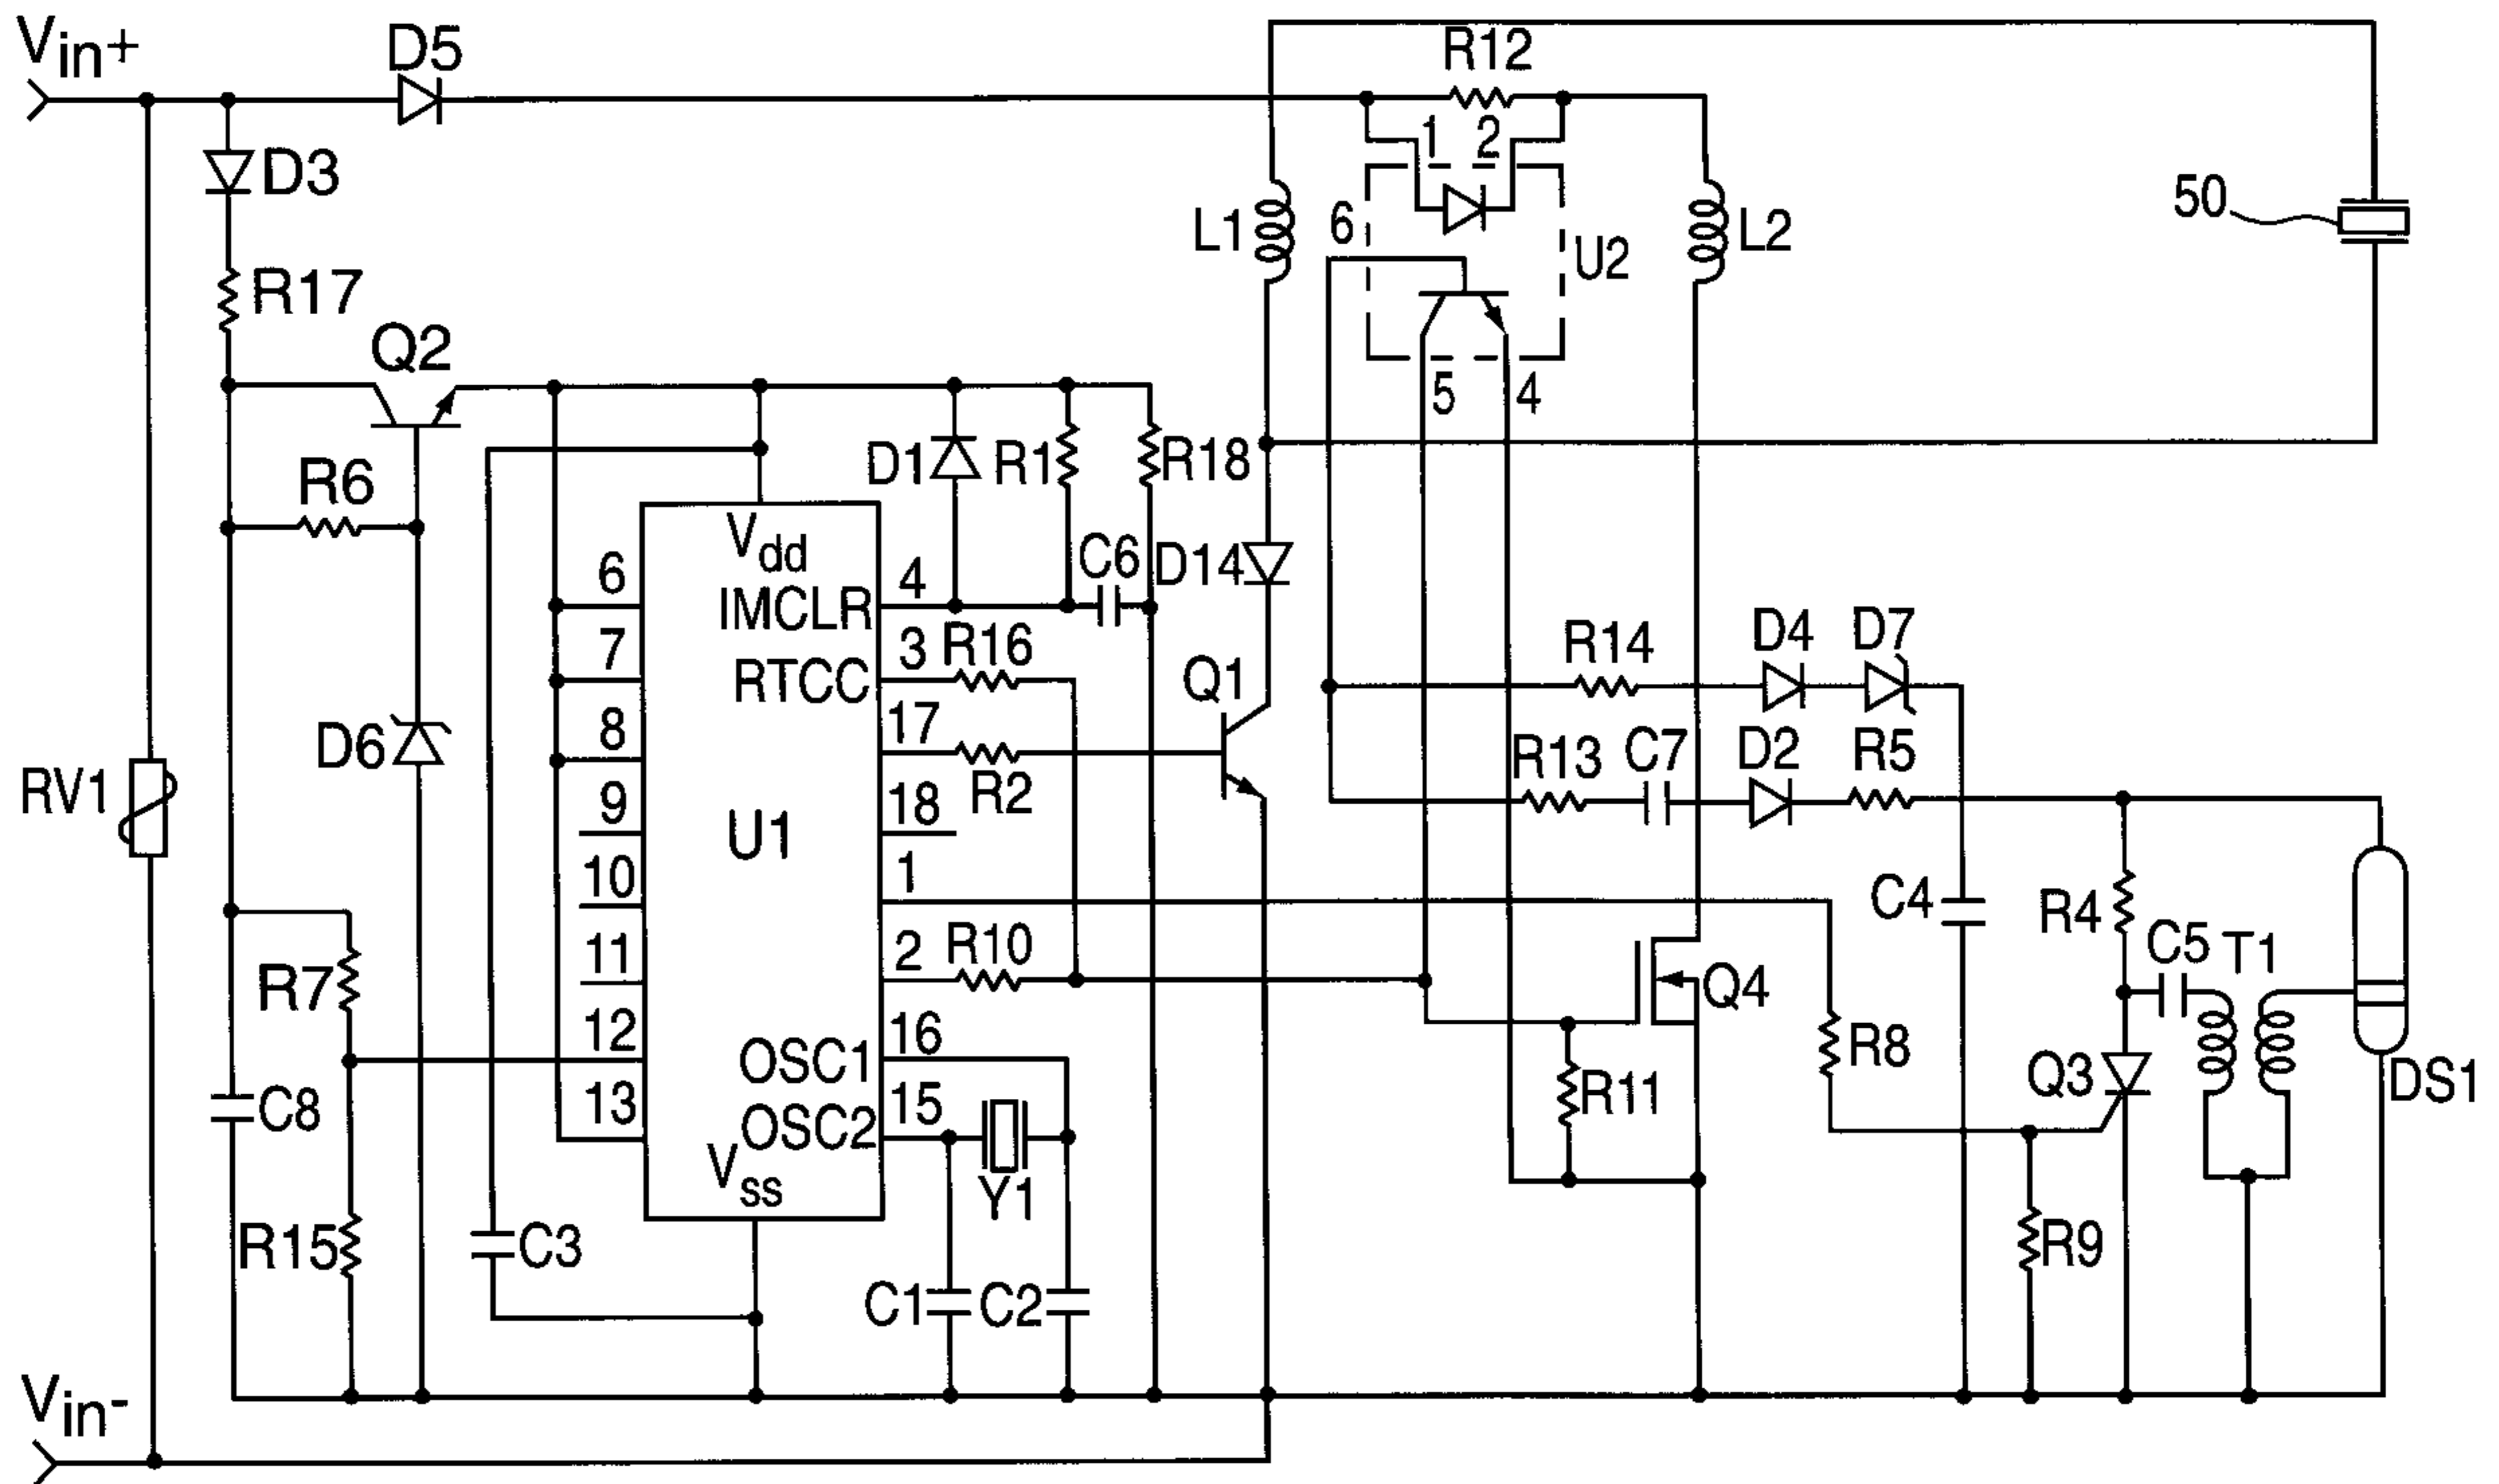 Vin+
D5
R12
1 2
D3
50
L1
6
U2
L2
R17
Q2
5 4
D1
R1
R18
R6
Vdd
6
IMCLR
4
C6
D14
7
RTCC
3
R16
R14
D4
D7
Q1
8
17
D6
R13
C7
D2
R5
RV1
9
R2
18
U1
10
1
C4
R4
11
2
R10
C5
T1
R7
Q4
12
OSC1
16
R8
Q3
DS1
13
OSC2
15
R11
C8
Vss
Y1
R15
C3
R9
C1
C2
Vin-